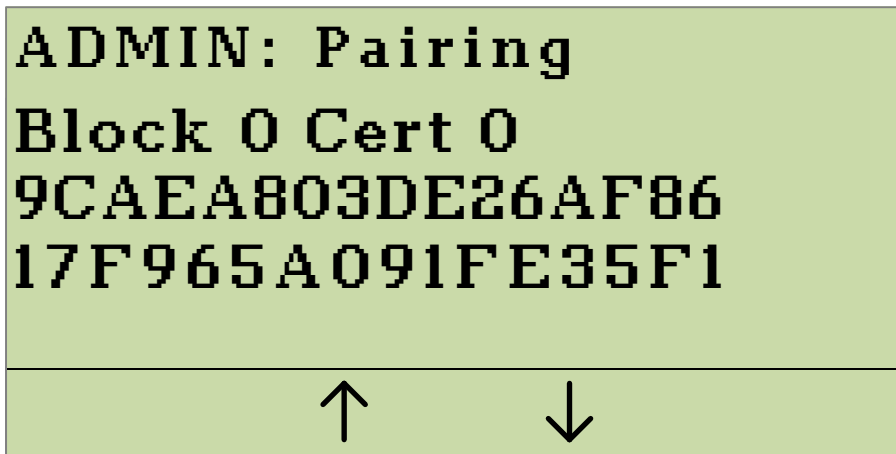 ADMIN: Pairing
Block 0 Cert 0
9CAEA803DE26AF86
17F965A091FE35F1
↑ ↓